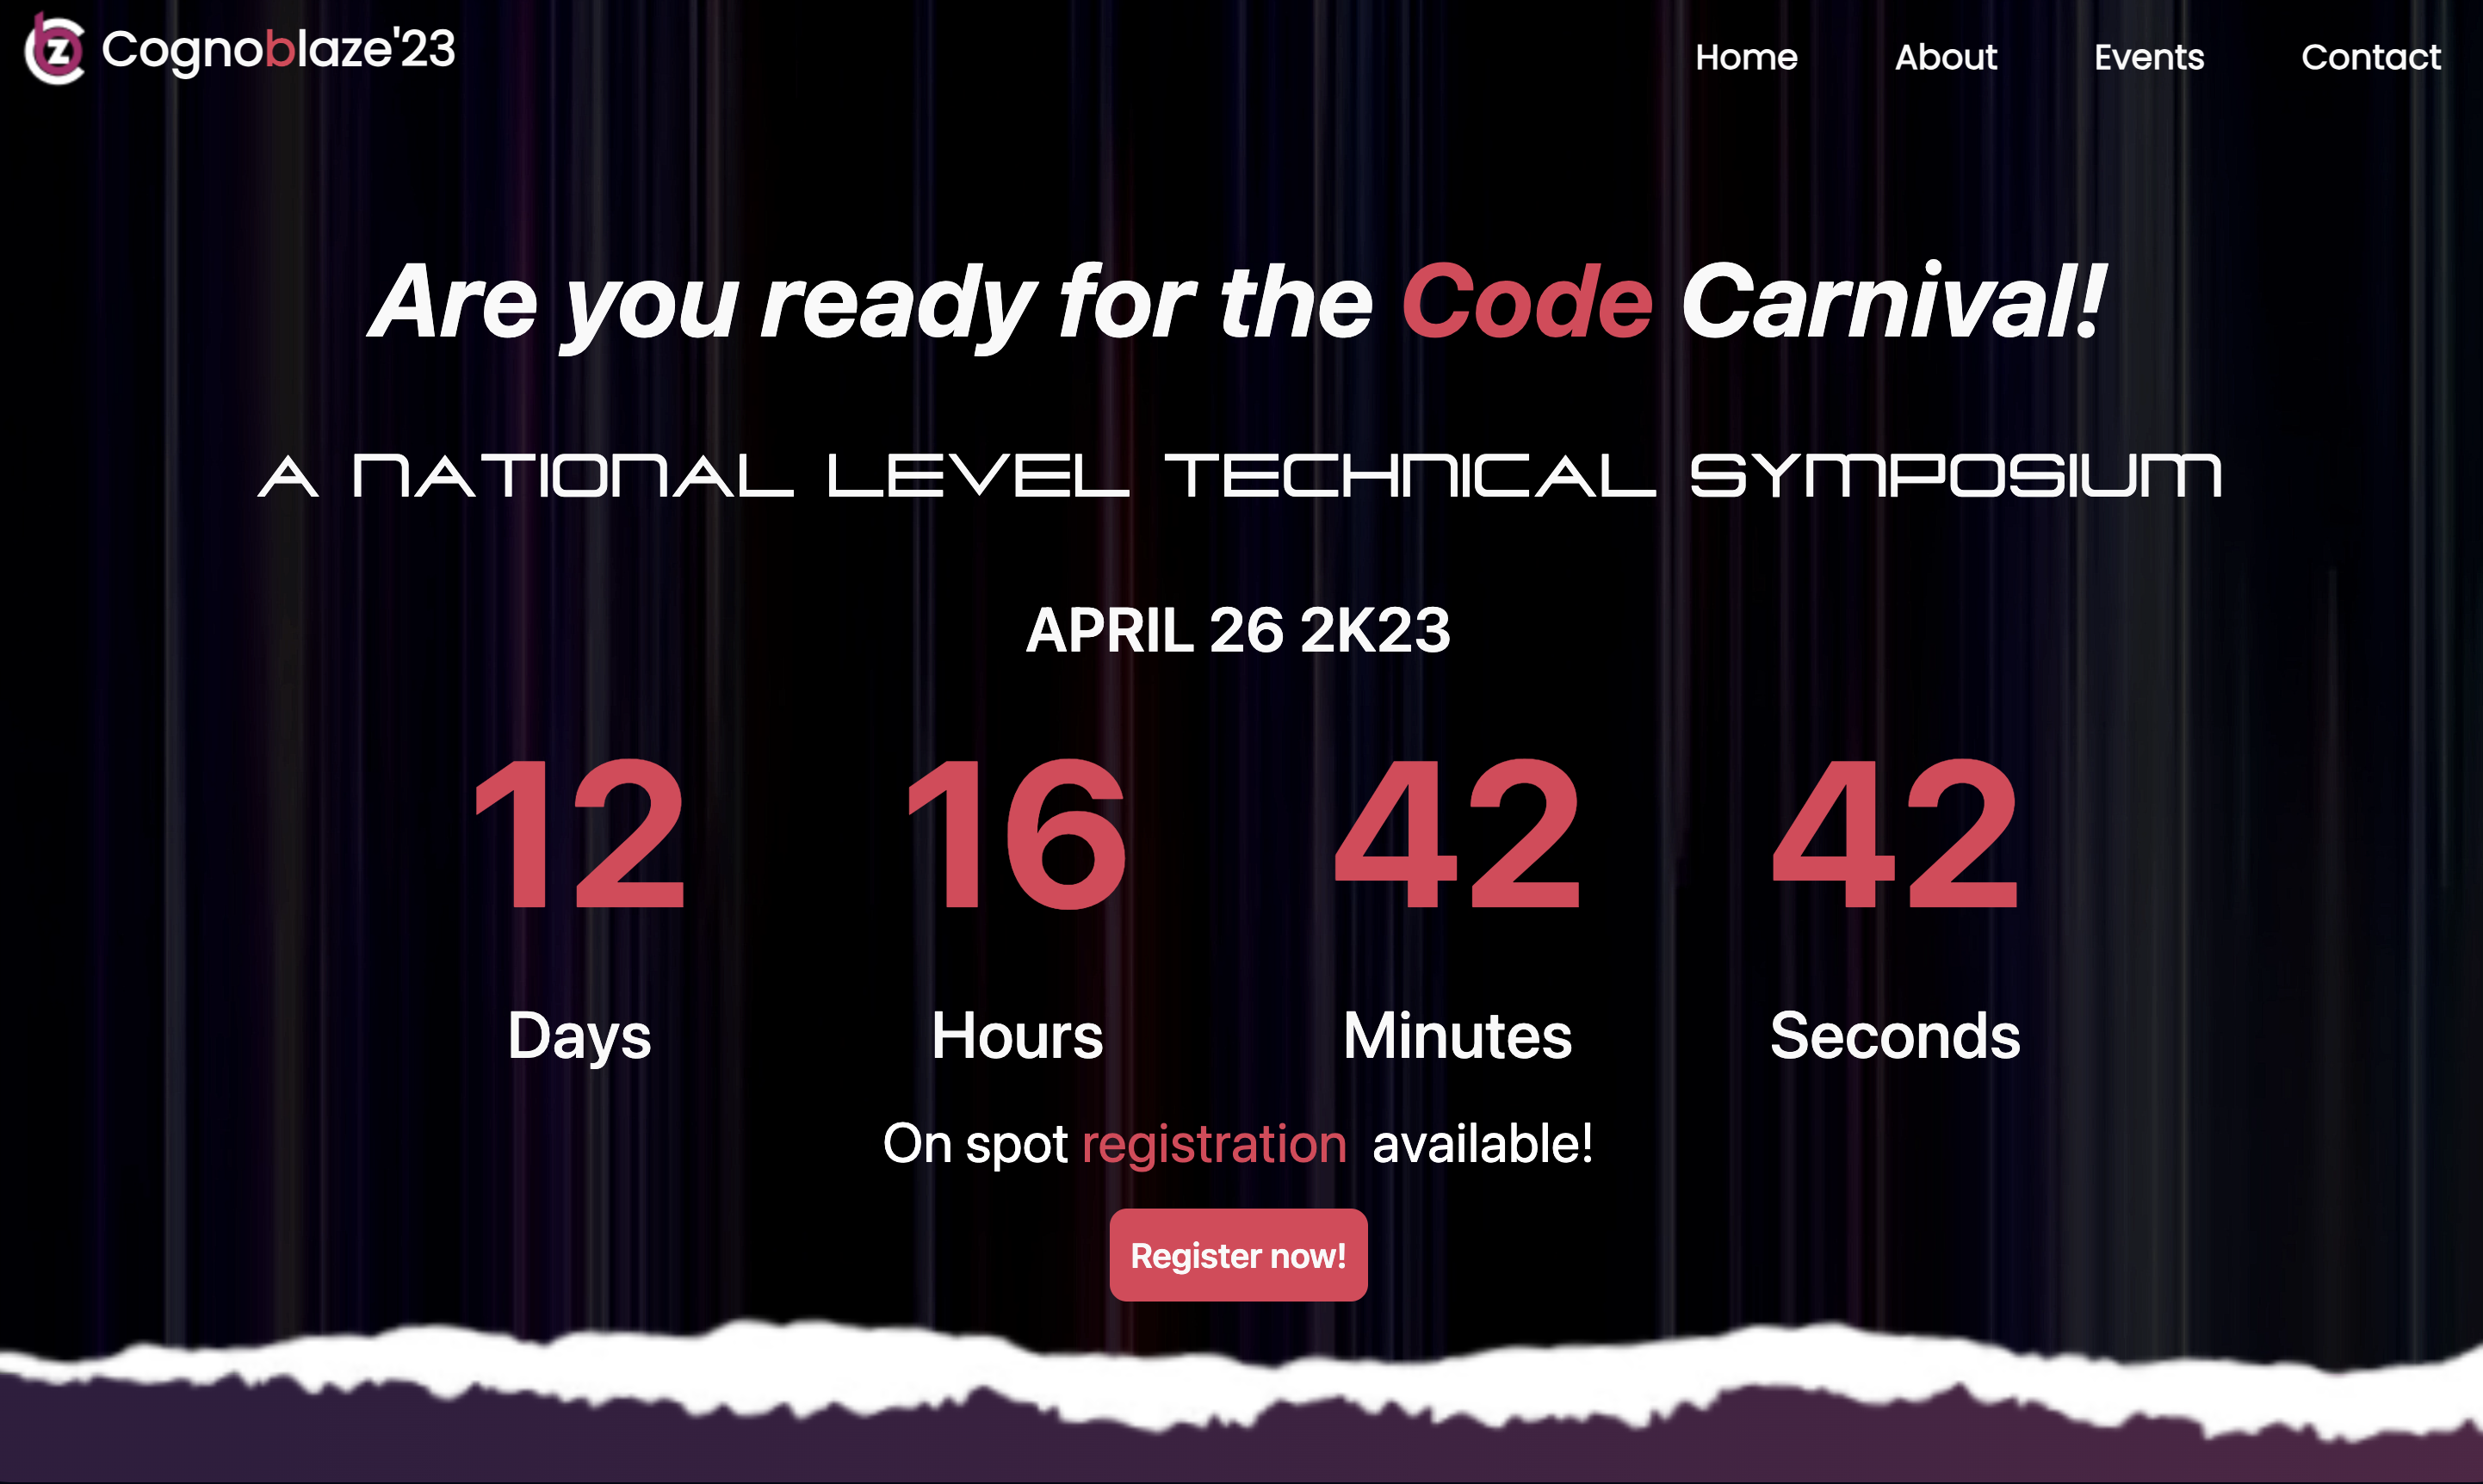 Cognoblaze'23
Home About Events Contact
Are you ready for the Code Carnival!
A NATIONAL LEVEL TECHNICAL SYMPOSIUM
APRIL 26 2K23
12 16 42 42
Days Hours Minutes Seconds
On spot registration available!
Register now!